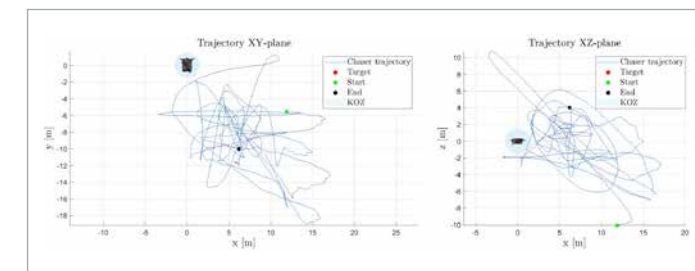 Trajectory XY-plane
Chaser trajectory
Target
Start
End
KOZ
0
-2
-4
-6
-8
-10
-12
-14
-16
-18
y [m]
-10
-5
0
5
10
15
20
25
x [m]
Trajectory XZ-plane
Chaser trajectory
Target
Start
End
KOZ
10
8
6
4
2
0
-2
-4
-6
-8
-10
z [m]
-5
0
5
10
15
20
x [m]